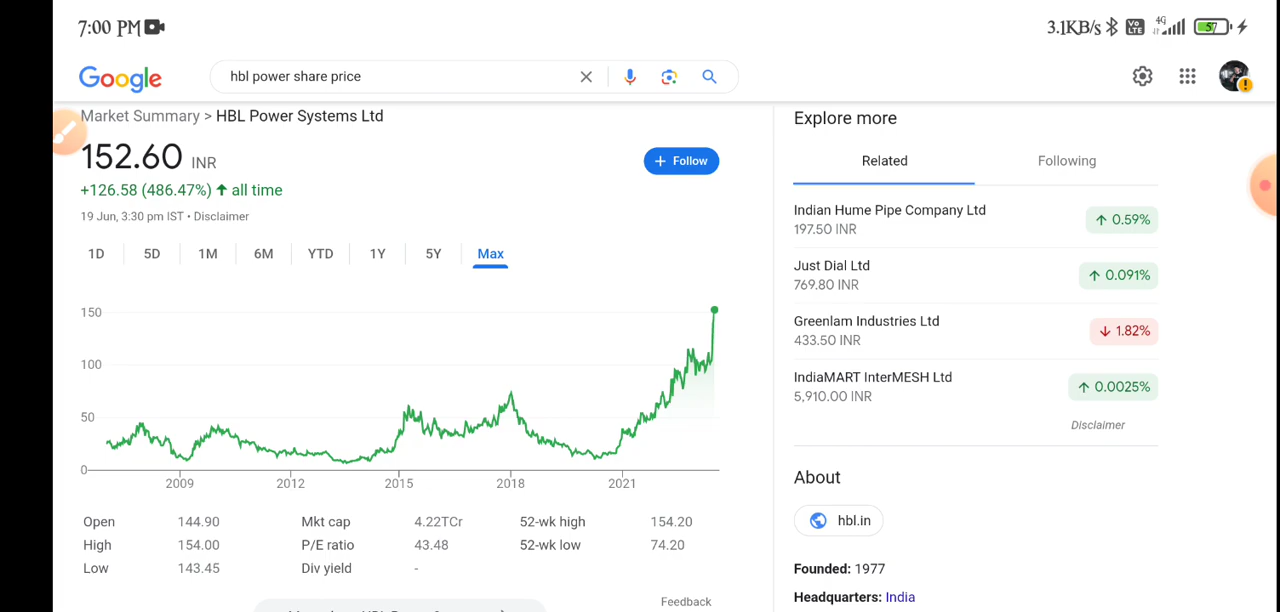 7:00 PM
3.1KB/s Vo LTE 4G 57
Google
hbl power share price
Market Summary > HBL Power Systems Ltd
152.60 INR
+ Follow
+126.58 (486.47%) ↑ all time
19 Jun, 3:30 pm IST • Disclaimer
1D 5D 1M 6M YTD 1Y 5Y Max
150
100
50
0
2009 2012 2015 2018 2021
Open 144.90 Mkt cap 4.22TCr 52-wk high 154.20
High 154.00 P/E ratio 43.48 52-wk low 74.20
Low 143.45 Div yield -
Feedback
Explore more
Related Following
Indian Hume Pipe Company Ltd
197.50 INR
↑ 0.59%
Just Dial Ltd
769.80 INR
↑ 0.091%
Greenlam Industries Ltd
433.50 INR
↓ 1.82%
IndiaMART InterMESH Ltd
5,910.00 INR
↑ 0.0025%
Disclaimer
About
hbl.in
Founded: 1977
Headquarters: India